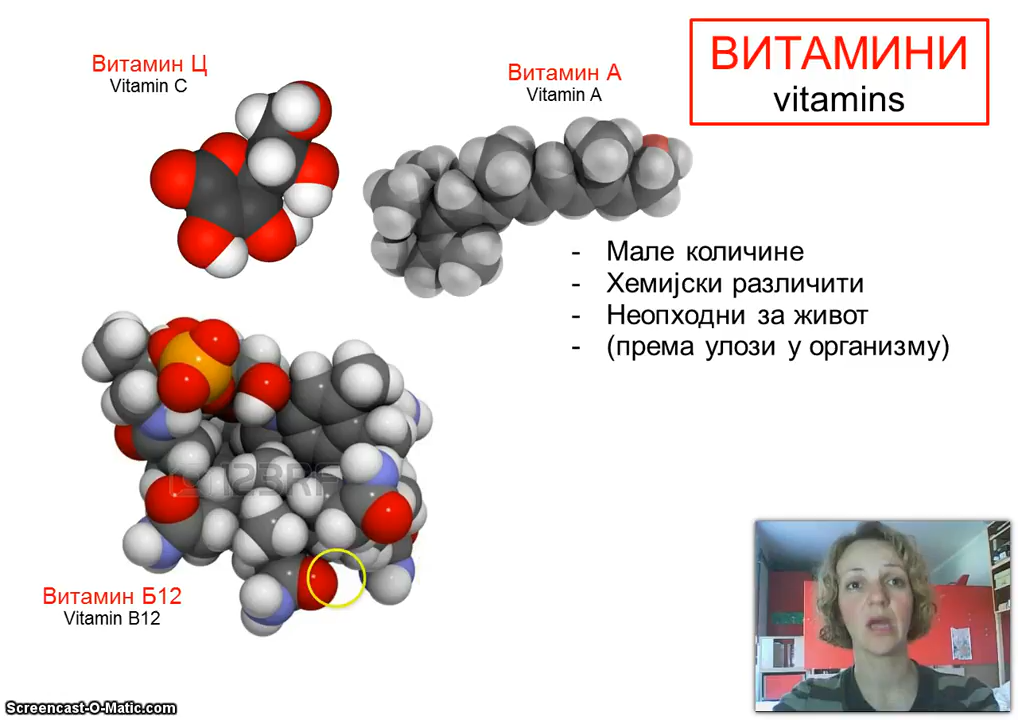 ВИТАМИНИ
vitamins
Витамин Ц
Vitamin C
Витамин А
Vitamin A
- Мале количине
- Хемијски различити
- Неопходни за живот
- (према улози у организму)
123RF
Витамин Б12
Vitamin B12
Screencast-O-Matic.com